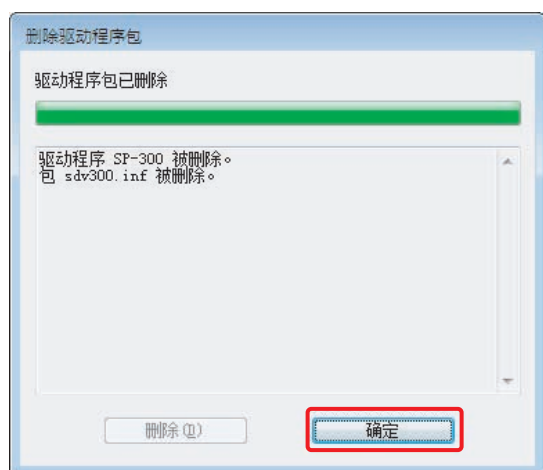 删除驱动程序包
驱动程序包已删除
驱动程序 SP-300 被删除。
包 sdv300.inf 被删除。
删除(D)
确定